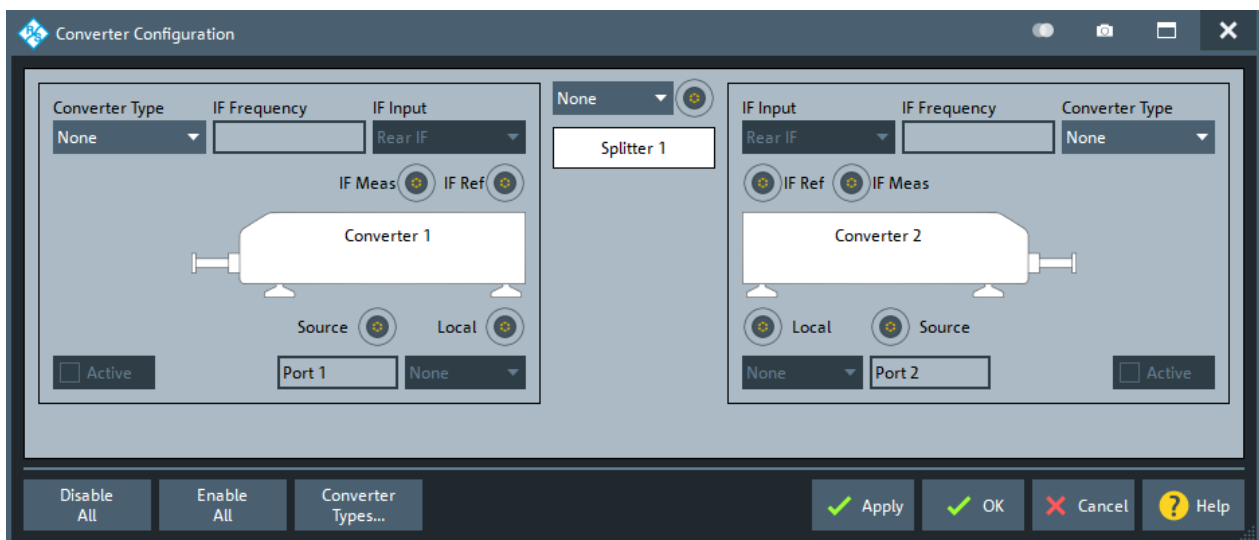 R&S Converter Configuration
Converter Type IF Frequency IF Input
None Rear IF
IF Meas IF Ref
Converter 1
Source Local
Active Port 1 None
None
Splitter 1
IF Input IF Frequency Converter Type
Rear IF None
IF Ref IF Meas
Converter 2
Local Source
None Port 2 Active
Disable
All
Enable
All
Converter
Types...
Apply
OK
Cancel
? Help